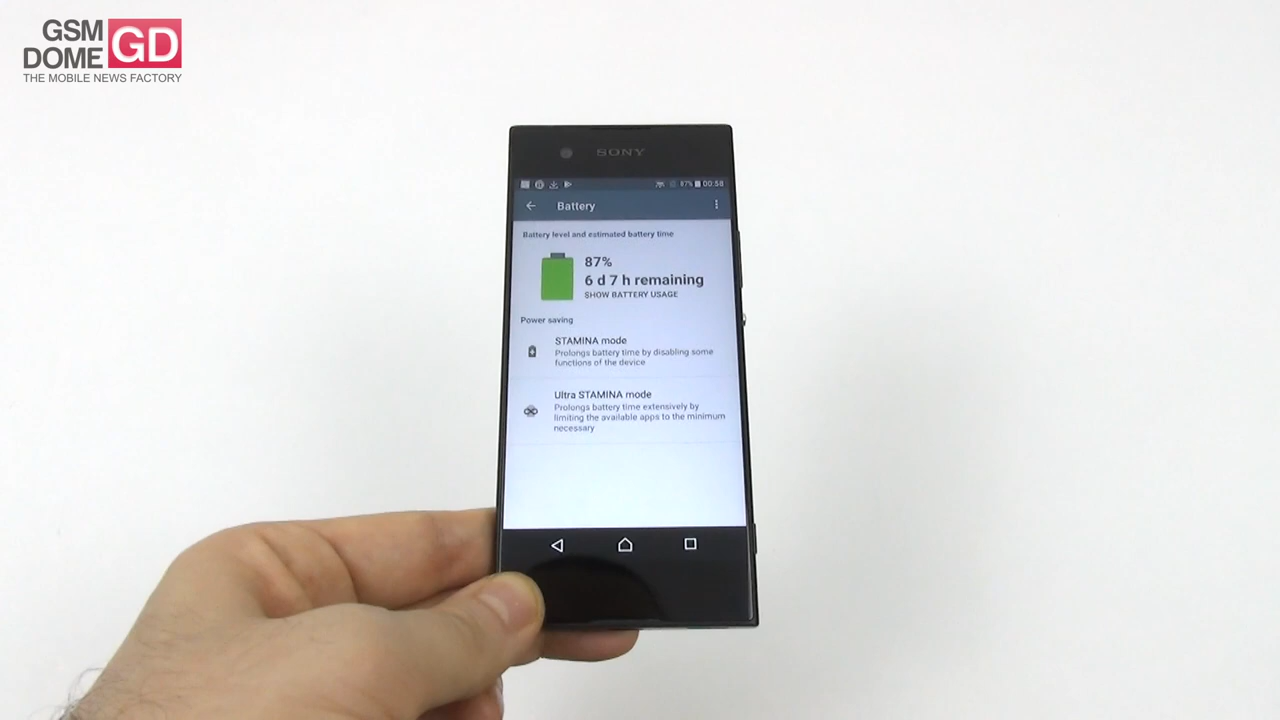 GSM
DOME
GD
THE MOBILE NEWS FACTORY
SONY
87% 00:58
Battery
Battery level and estimated battery time
87%
6 d 7 h remaining
SHOW BATTERY USAGE
Power saving
STAMINA mode
Prolongs battery time by disabling some
functions of the device
Ultra STAMINA mode
Prolongs battery time extensively by
limiting the available apps to the minimum
necessary